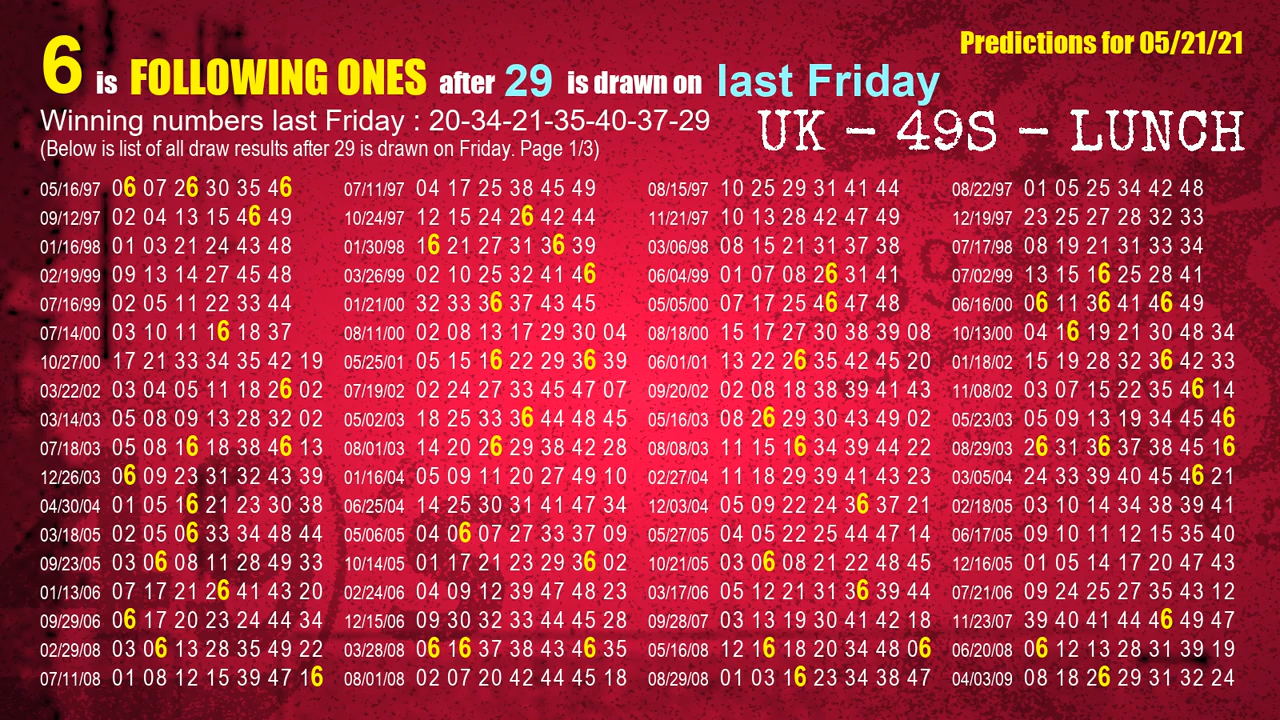 Predictions for 05/21/21
6 is FOLLOWING ONES after 29 is drawn on last Friday
Winning numbers last Friday : 20-34-21-35-40-37-29
UK - 49S - LUNCH
(Below is list of all draw results after 29 is drawn on Friday. Page 1/3)
05/16/97 06 07 26 30 35 46 07/11/97 04 17 25 38 45 49 08/15/97 10 25 29 31 41 44 08/22/97 01 05 25 34 42 48
09/12/97 02 04 13 15 46 49 10/24/97 12 15 24 26 42 44 11/21/97 10 13 28 42 47 49 12/19/97 23 25 27 28 32 33
01/16/98 01 03 21 24 43 48 01/30/98 16 21 27 31 36 39 03/06/98 08 15 21 31 37 38 07/17/98 08 19 21 31 33 34
02/19/99 09 13 14 27 45 48 03/26/99 02 10 25 32 41 46 06/04/99 01 07 08 26 31 41 07/02/99 13 15 16 25 28 41
07/16/99 02 05 11 22 33 44 01/21/00 32 33 36 37 43 45 05/05/00 07 17 25 46 47 48 06/16/00 06 11 36 41 46 49
07/14/00 03 10 11 16 18 37 08/11/00 02 08 13 17 29 30 04 08/18/00 15 17 27 30 38 39 08 10/13/00 04 16 19 21 30 48 34
10/27/00 17 21 33 34 35 42 19 05/25/01 05 15 16 22 29 36 39 06/01/01 13 22 26 35 42 45 20 01/18/02 15 19 28 32 36 42 33
03/22/02 03 04 05 11 18 26 02 07/19/02 02 24 27 33 45 47 07 09/20/02 02 08 18 38 39 41 43 11/08/02 03 07 15 22 35 46 14
03/14/03 05 08 09 13 28 32 02 05/02/03 18 25 33 36 44 48 45 05/16/03 08 26 29 30 43 49 02 05/23/03 05 09 13 19 34 45 46
07/18/03 05 08 16 18 38 46 13 08/01/03 14 20 26 29 38 42 28 08/08/03 11 15 16 34 39 44 22 08/29/03 26 31 36 37 38 45 16
12/26/03 06 09 23 31 32 43 39 01/16/04 05 09 11 20 27 49 10 02/27/04 11 18 29 39 41 43 21 03/05/04 24 33 39 40 45 46 21
04/30/04 01 05 16 21 23 30 38 06/25/04 14 25 30 31 41 47 34 12/03/04 05 09 22 24 36 37 21 02/18/05 03 10 14 34 38 39 41
03/18/05 02 05 06 33 34 48 44 05/06/05 04 06 07 27 33 37 09 05/27/05 04 05 22 25 44 47 14 06/17/05 09 10 11 12 15 35 40
09/23/05 03 06 08 11 28 49 33 10/14/05 01 17 21 23 29 36 02 10/21/05 03 06 08 21 22 48 45 12/16/05 01 05 14 17 20 47 43
01/13/06 07 17 21 26 41 43 20 02/24/06 04 09 12 39 47 48 23 03/17/06 05 12 21 31 36 39 44 07/21/06 09 24 25 27 35 43 12
09/29/06 06 17 20 23 24 44 34 12/15/06 09 30 32 33 44 45 28 09/28/07 03 13 19 30 41 42 18 11/23/07 39 40 41 44 46 49 47
02/29/08 03 06 13 28 35 49 22 03/28/08 06 16 37 38 43 46 35 05/16/08 12 16 18 20 34 48 06 06/20/08 06 12 13 28 31 39 19
07/11/08 01 08 12 15 39 47 16 08/01/08 02 07 20 42 44 45 18 08/29/08 01 03 16 23 34 38 47 04/03/09 08 18 26 29 31 32 24